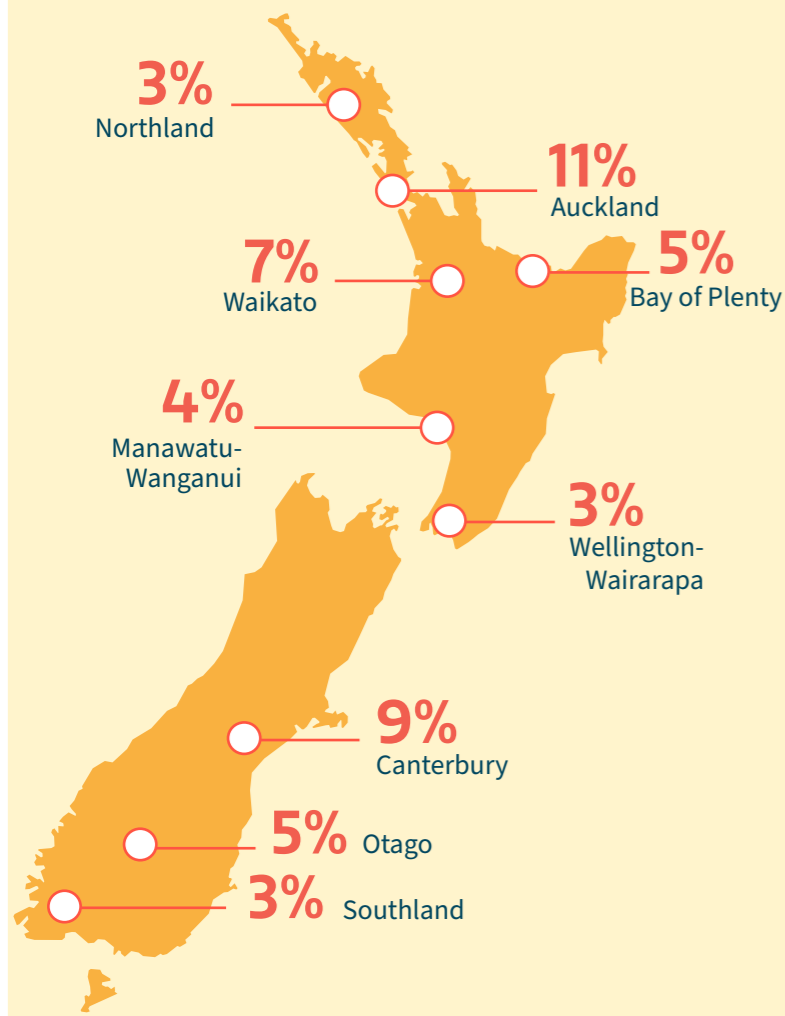 3%
Northland
11%
Auckland
7%
Waikato
5%
Bay of Plenty
4%
Manawatu-
Wanganui
3%
Wellington-
Wairarapa
9%
Canterbury
5% Otago
3% Southland